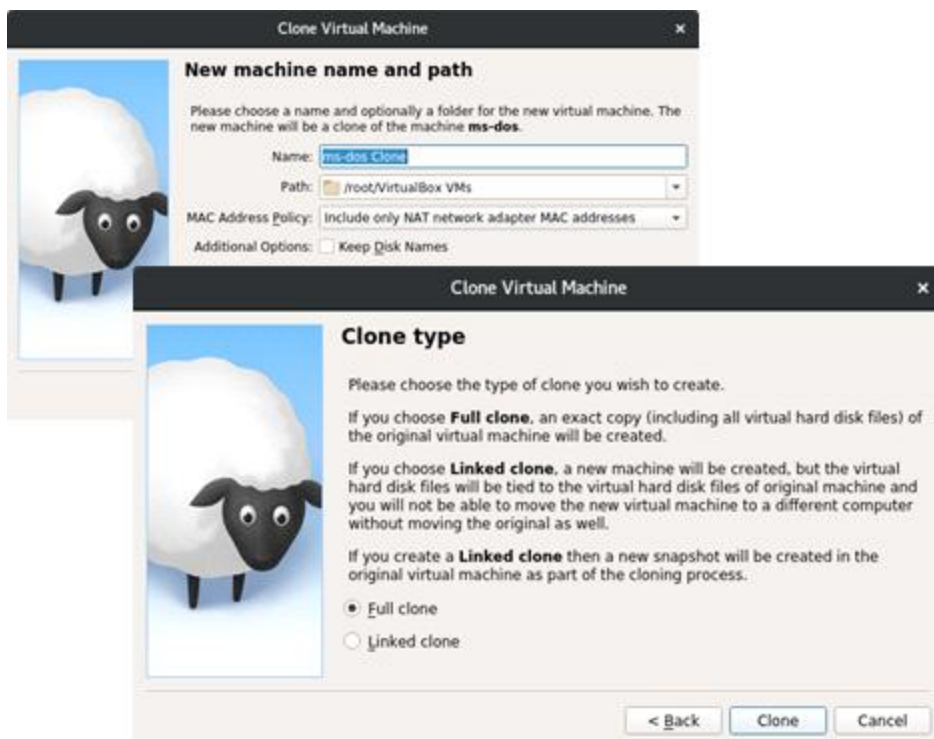 Clone Virtual Machine
×
New machine name and path
Please choose a name and optionally a folder for the new virtual machine. The
new machine will be a clone of the machine ms-dos.
Name: ms-dos Clone
Path: /root/VirtualBox VMs
MAC Address Policy: Include only NAT network adapter MAC addresses
Additional Options: Keep Disk Names
Clone Virtual Machine
×
Clone type
Please choose the type of clone you wish to create.
If you choose Full clone, an exact copy (including all virtual hard disk files) of
the original virtual machine will be created.
If you choose Linked clone, a new machine will be created, but the virtual
hard disk files will be tied to the virtual hard disk files of original machine and
you will not be able to move the new virtual machine to a different computer
without moving the original as well.
If you create a Linked clone then a new snapshot will be created in the
original virtual machine as part of the cloning process.
Full clone
Linked clone
< Back
Clone
Cancel